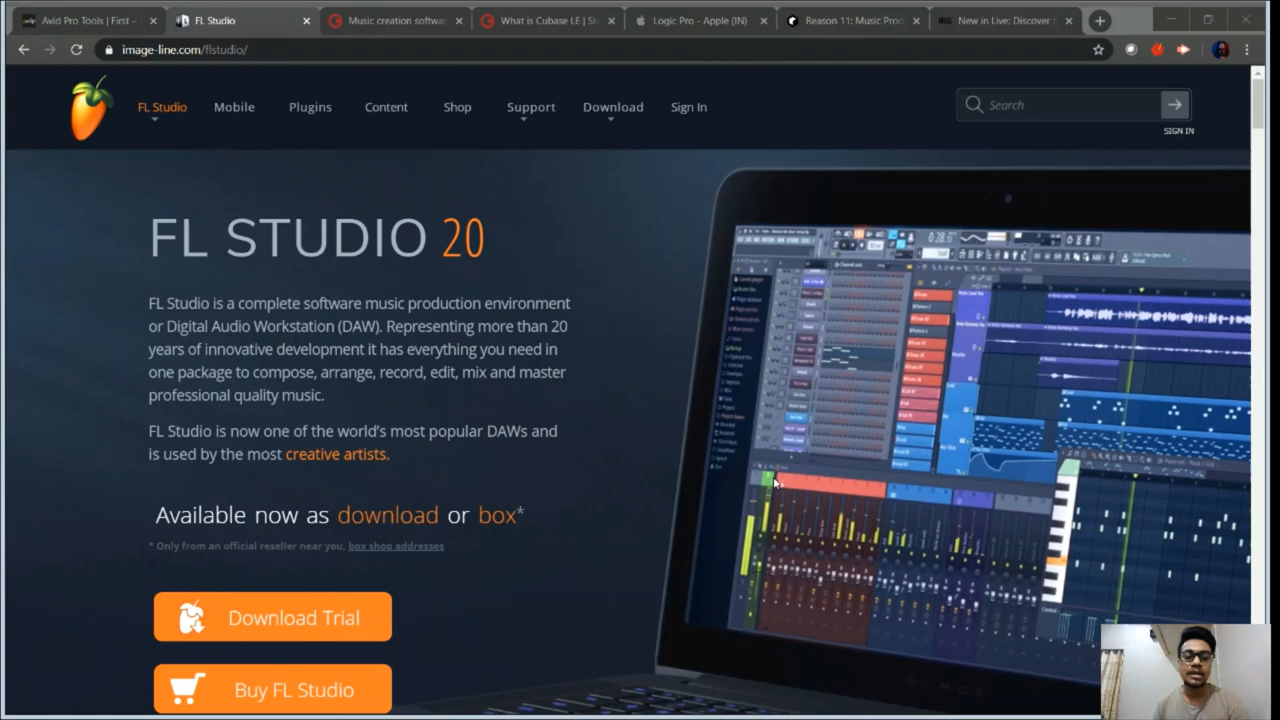 Avid Pro Tools | First –
FL Studio
Music creation softwar
What is Cubase LE | St
Logic Pro - Apple (IN)
Reason 11: Music Prod
New in Live: Discover
image-line.com/flstudio/
FL Studio
Mobile
Plugins
Content
Shop
Support
Download
Sign In
Search
SIGN IN
FL STUDIO 20
FL Studio is a complete software music production environment
or Digital Audio Workstation (DAW). Representing more than 20
years of innovative development it has everything you need in
one package to compose, arrange, record, edit, mix and master
professional quality music.
FL Studio is now one of the world's most popular DAWs and
is used by the most creative artists.
Available now as download or box*
* Only from an official reseller near you, box shop addresses
Download Trial
Buy FL Studio